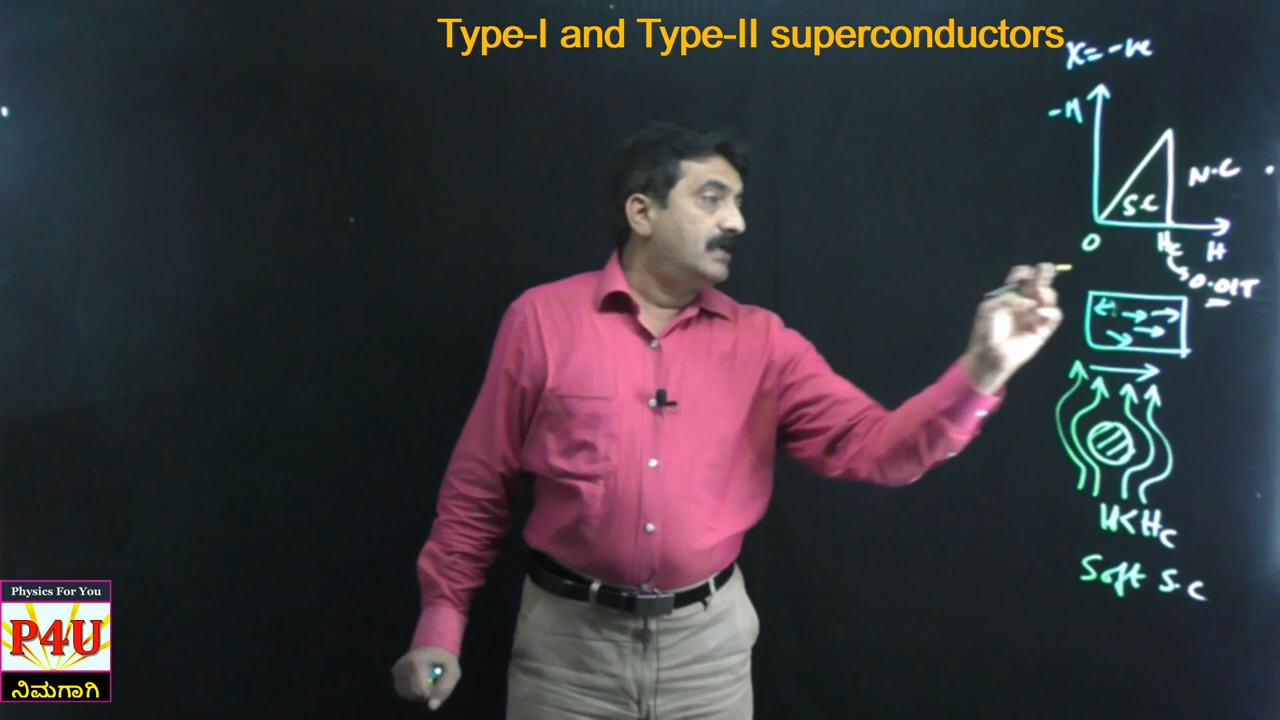 Type-I and Type-II superconductors
χ = -ve
-M
N.C
S.C
0
Hc
H
0.01T
H<Hc
Soft S.C
Physics For You
P4U
ನಿಮಗಾಗಿ